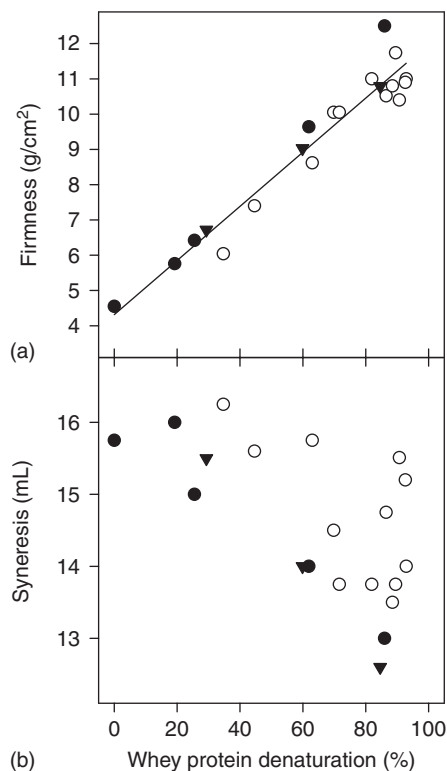 12
11
10
9
8
7
6
5
4
Firmness (g/cm²)
(a)
16
15
14
13
Syneresis (mL)
0 20 40 60 80 100
(b) Whey protein denaturation (%)